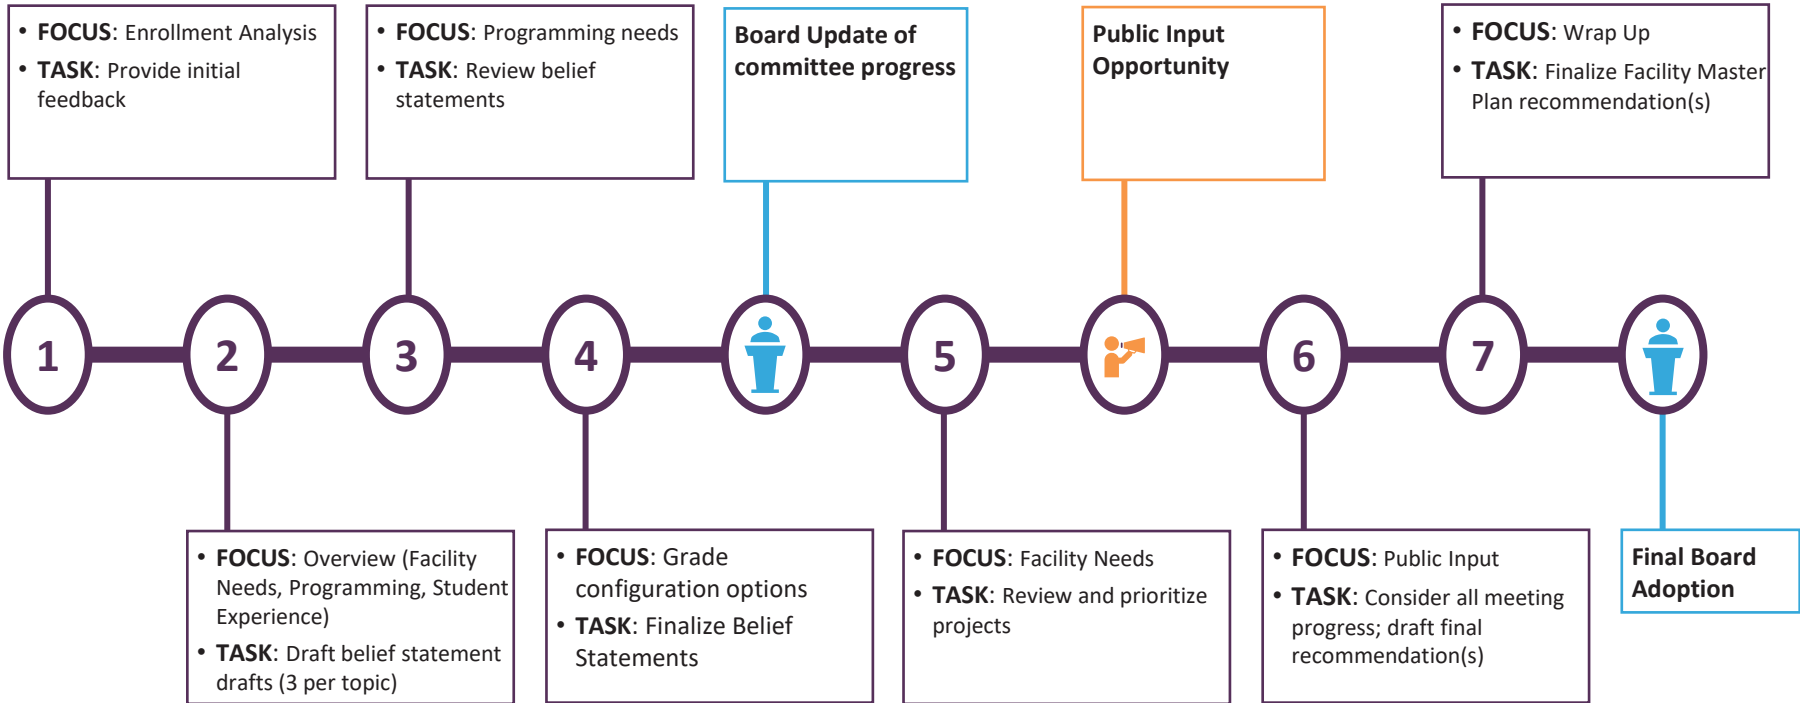 • FOCUS: Enrollment Analysis
• TASK: Provide initial
feedback
• FOCUS: Programming needs
• TASK: Review belief
statements
Board Update of
committee progress
Public Input
Opportunity
• FOCUS: Wrap Up
• TASK: Finalize Facility Master
Plan recommendation(s)
1
2
3
4
5
6
7
• FOCUS: Overview (Facility
Needs, Programming, Student
Experience)
• TASK: Draft belief statement
drafts (3 per topic)
• FOCUS: Grade
configuration options
• TASK: Finalize Belief
Statements
• FOCUS: Facility Needs
• TASK: Review and prioritize
projects
• FOCUS: Public Input
• TASK: Consider all meeting
progress; draft final
recommendation(s)
Final Board
Adoption